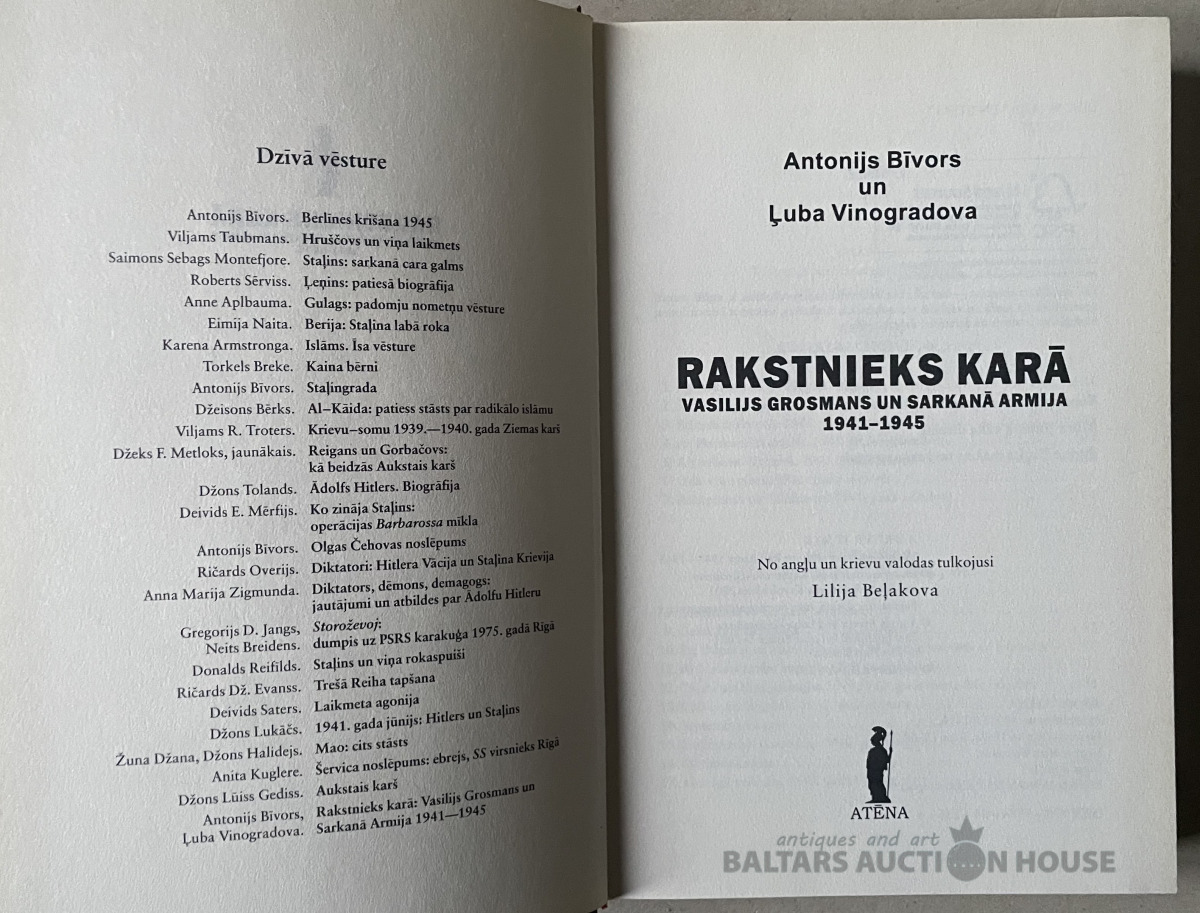 Dzīvā vēsture
Antonijs Bīvors. Berlīnes krišana 1945
Viljams Taubmans. Hruščovs un viņa laikmets
Saimons Sebags Montefjore. Staļins: sarkanā cara galms
Roberts Sērviss. Ļeņins: patiesā biogrāfija
Anne Aplbauma. Gulags: padomju nometņu vēsture
Eimija Naita. Berija: Staļina labā roka
Karena Armstronga. Islāms. Īsa vēsture
Torkels Breke. Kaina bērni
Antonijs Bīvors. Staļingrada
Džeisons Bērks. Al–Kāida: patiess stāsts par radikālo islāmu
Viljams R. Troters. Krievu–somu 1939.—1940. gada Ziemas karš
Džeks F. Metloks, jaunākais. Reigans un Gorbačovs:
kā beidzās Aukstais karš
Džons Tolands. Ādolfs Hitlers. Biogrāfija
Deivids E. Mērfijs. Ko zināja Staļins:
operācijas Barbarossa mīkla
Antonijs Bīvors. Olgas Čehovas noslēpums
Ričards Overijs. Diktatori: Hitlera Vācija un Staļina Krievija
Anna Marija Zigmunda. Diktators, dēmons, demagogs:
jautājumi un atbildes par Ādolfu Hitleru
Gregorijs D. Jangs, Storoževoj:
Neits Breidens. dumpis uz PSRS karakuģa 1975. gadā Rīgā
Donalds Reifilds. Staļins un viņa rokaspuiši
Ričards Dž. Evanss. Trešā Reiha tapšana
Deivids Saters. Laikmeta agonija
Džons Lukāčs. 1941. gada jūnijs: Hitlers un Staļins
Žuna Džana, Džons Halidejs. Mao: cits stāsts
Anita Kuglere. Šervica noslēpums: ebrejs, SS virsnieks Rīgā
Džons Lūiss Gediss. Aukstais karš
Antonijs Bīvors, Rakstnieks karā: Vasilijs Grosmans un
Ļuba Vinogradova. Sarkanā Armija 1941—1945
Antonijs Bīvors
un
Ļuba Vinogradova
RAKSTNIEKS KARĀ
VASILIJS GROSMANS UN SARKANĀ ARMIJA
1941–1945
No angļu un krievu valodas tulkojusi
Lilija Beļakova
ATĒNA
antiques and art
BALTARS AUCTION HOUSE